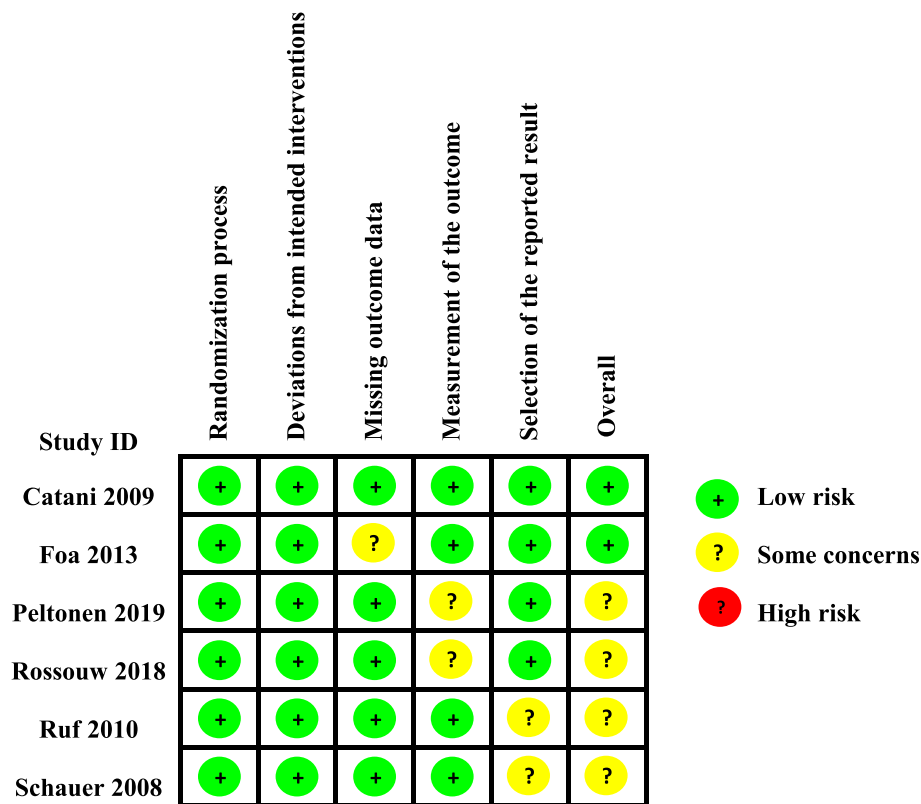 Randomization process
Deviations from intended interventions
Missing outcome data
Measurement of the outcome
Selection of the reported result
Overall
Study ID
Catani 2009 + + + + + +
Foa 2013 + + ? + + +
Peltonen 2019 + + + ? + ?
Rossouw 2018 + + + ? + ?
Ruf 2010 + + + + ? ?
Schauer 2008 + + + + ? ?
+ Low risk
? Some concerns
? High risk